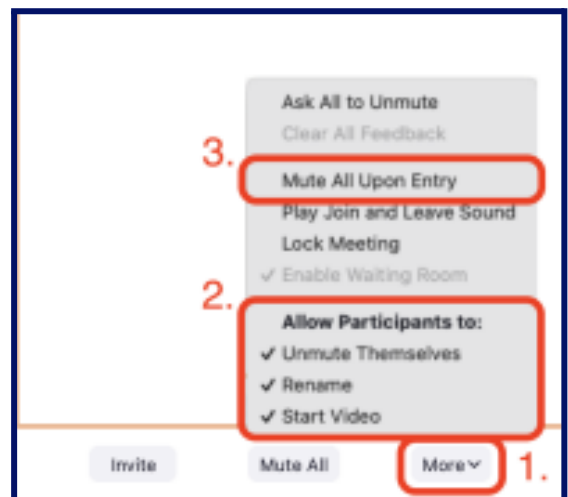 Ask All to Unmute
Clear All Feedback
3.
Mute All Upon Entry
Play Join and Leave Sound
Lock Meeting
✓ Enable Waiting Room
2.
Allow Participants to:
✓ Unmute Themselves
✓ Rename
✓ Start Video
Invite Mute All More 1.